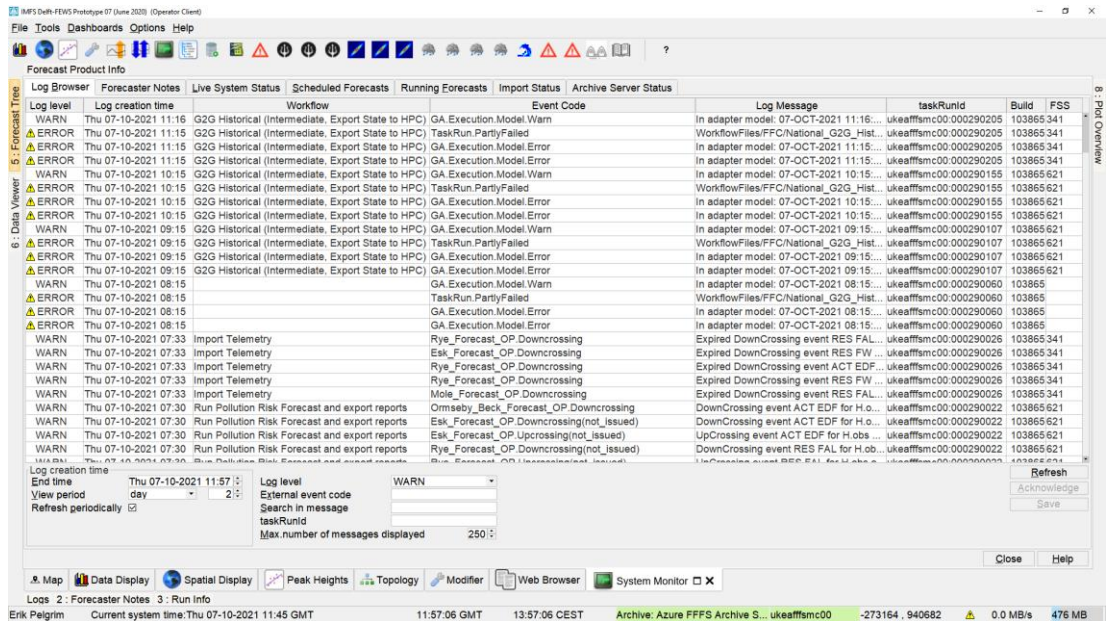 IMFS Delft-FEWS Prototype 07 (June 2020) (Operator Client)
File Tools Dashboards Options Help
Forecast Product Info
Log Browser Forecaster Notes Live System Status Scheduled Forecasts Running Forecasts Import Status Archive Server Status
5 : Forecast Tree
6 : Data Viewer
8 : Plot Overview
Log level Log creation time Workflow Event Code Log Message taskRunId Build FSS
WARN Thu 07-10-2021 11:16 G2G Historical (Intermediate, Export State to HPC) GA.Execution.Model.Warn In adapter model: 07-OCT-2021 11:16:... ukeafffsmc00:000290205 103865 341
ERROR Thu 07-10-2021 11:15 G2G Historical (Intermediate, Export State to HPC) TaskRun.PartlyFailed WorkflowFiles/FFC/National_G2G_Hist... ukeafffsmc00:000290205 103865 341
ERROR Thu 07-10-2021 11:15 G2G Historical (Intermediate, Export State to HPC) GA.Execution.Model.Error In adapter model: 07-OCT-2021 11:15:... ukeafffsmc00:000290205 103865 341
ERROR Thu 07-10-2021 11:15 G2G Historical (Intermediate, Export State to HPC) GA.Execution.Model.Error In adapter model: 07-OCT-2021 11:15:... ukeafffsmc00:000290205 103865 341
WARN Thu 07-10-2021 10:15 G2G Historical (Intermediate, Export State to HPC) GA.Execution.Model.Warn In adapter model: 07-OCT-2021 10:15:... ukeafffsmc00:000290155 103865 621
ERROR Thu 07-10-2021 10:15 G2G Historical (Intermediate, Export State to HPC) TaskRun.PartlyFailed WorkflowFiles/FFC/National_G2G_Hist... ukeafffsmc00:000290155 103865 621
ERROR Thu 07-10-2021 10:15 G2G Historical (Intermediate, Export State to HPC) GA.Execution.Model.Error In adapter model: 07-OCT-2021 10:15:... ukeafffsmc00:000290155 103865 621
ERROR Thu 07-10-2021 10:15 G2G Historical (Intermediate, Export State to HPC) GA.Execution.Model.Error In adapter model: 07-OCT-2021 10:15:... ukeafffsmc00:000290155 103865 621
WARN Thu 07-10-2021 09:15 G2G Historical (Intermediate, Export State to HPC) GA.Execution.Model.Warn In adapter model: 07-OCT-2021 09:15:... ukeafffsmc00:000290107 103865 621
ERROR Thu 07-10-2021 09:15 G2G Historical (Intermediate, Export State to HPC) TaskRun.PartlyFailed WorkflowFiles/FFC/National_G2G_Hist... ukeafffsmc00:000290107 103865 621
ERROR Thu 07-10-2021 09:15 G2G Historical (Intermediate, Export State to HPC) GA.Execution.Model.Error In adapter model: 07-OCT-2021 09:15:... ukeafffsmc00:000290107 103865 621
ERROR Thu 07-10-2021 09:15 G2G Historical (Intermediate, Export State to HPC) GA.Execution.Model.Error In adapter model: 07-OCT-2021 09:15:... ukeafffsmc00:000290107 103865 621
WARN Thu 07-10-2021 08:15 GA.Execution.Model.Warn In adapter model: 07-OCT-2021 08:15:... ukeafffsmc00:000290060 103865
ERROR Thu 07-10-2021 08:15 TaskRun.PartlyFailed WorkflowFiles/FFC/National_G2G_Hist... ukeafffsmc00:000290060 103865
ERROR Thu 07-10-2021 08:15 GA.Execution.Model.Error In adapter model: 07-OCT-2021 08:15:... ukeafffsmc00:000290060 103865
ERROR Thu 07-10-2021 08:15 GA.Execution.Model.Error In adapter model: 07-OCT-2021 08:15:... ukeafffsmc00:000290060 103865
WARN Thu 07-10-2021 07:33 Import Telemetry Rye_Forecast_OP.Downcrossing Expired DownCrossing event RES FAL... ukeafffsmc00:000290026 103865 341
WARN Thu 07-10-2021 07:33 Import Telemetry Esk_Forecast_OP.Downcrossing Expired DownCrossing event RES FW ... ukeafffsmc00:000290026 103865 341
WARN Thu 07-10-2021 07:33 Import Telemetry Esk_Forecast_OP.Downcrossing Expired DownCrossing event ACT EDF... ukeafffsmc00:000290026 103865 341
WARN Thu 07-10-2021 07:33 Import Telemetry Rye_Forecast_OP.Downcrossing Expired DownCrossing event RES FW ... ukeafffsmc00:000290026 103865 341
WARN Thu 07-10-2021 07:33 Import Telemetry Mole_Forecast_OP.Downcrossing Expired DownCrossing event RES FAL... ukeafffsmc00:000290026 103865 341
WARN Thu 07-10-2021 07:30 Run Pollution Risk Forecast and export reports Ormseby_Beck_Forecast_OP.Downcrossing DownCrossing event ACT EDF for H.o... ukeafffsmc00:000290022 103865 621
WARN Thu 07-10-2021 07:30 Run Pollution Risk Forecast and export reports Esk_Forecast_OP.Downcrossing(not_issued) DownCrossing event ACT EDF for H.o... ukeafffsmc00:000290022 103865 621
WARN Thu 07-10-2021 07:30 Run Pollution Risk Forecast and export reports Esk_Forecast_OP.Upcrossing(not_issued) UpCrossing event ACT EDF for H.obs ... ukeafffsmc00:000290022 103865 621
WARN Thu 07-10-2021 07:30 Run Pollution Risk Forecast and export reports Rye_Forecast_OP.Downcrossing(not_issued) DownCrossing event RES FAL for H.ob... ukeafffsmc00:000290022 103865 621
Log creation time
End time Thu 07-10-2021 11:57 Log level WARN Refresh
View period day 2 External event code Acknowledge
Refresh periodically Search in message Save
taskRunId
Max.number of messages displayed 250
Close Help
Map Data Display Spatial Display Peak Heights Topology Modifier Web Browser System Monitor
Logs 2 : Forecaster Notes 3 : Run Info
Erik Pelgrim Current system time:Thu 07-10-2021 11:45 GMT 11:57:06 GMT 13:57:06 CEST Archive: Azure FFFS Archive S... ukeafffsmc00 -273164 , 940682 0.0 MB/s 476 MB